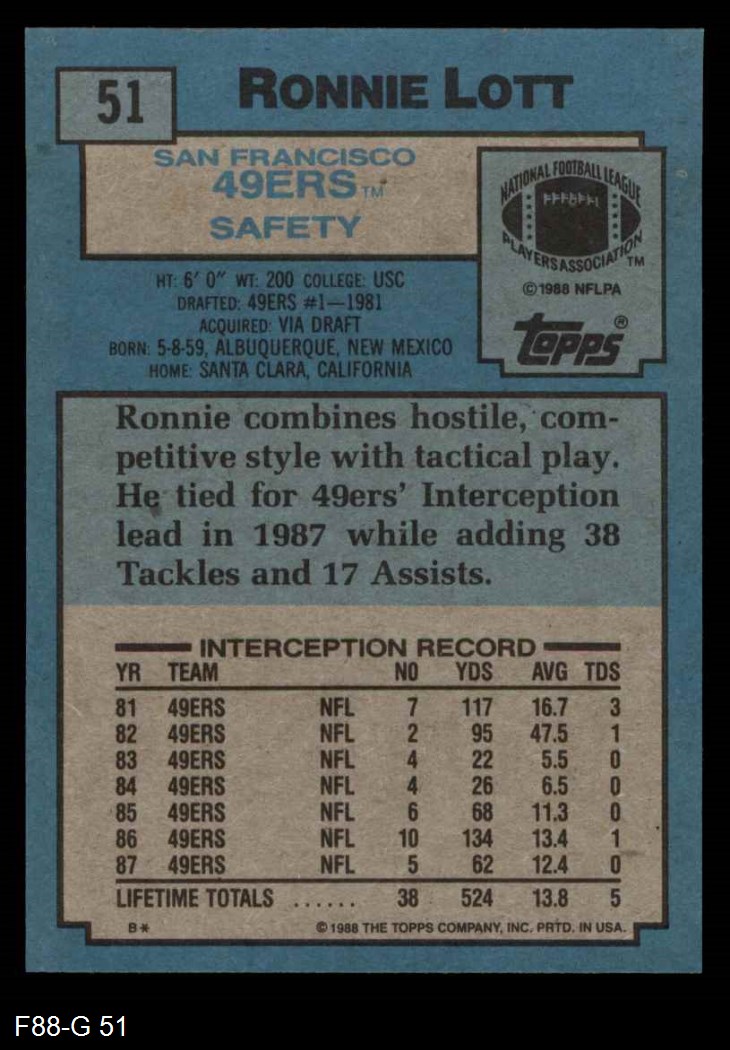 51
RONNIE LOTT
SAN FRANCISCO
49ERS TM
SAFETY
NATIONAL FOOTBALL LEAGUE
PLAYERS ASSOCIATION TM
© 1988 NFLPA
topps®
HT: 6' 0" WT: 200 COLLEGE: USC
DRAFTED: 49ERS #1—1981
ACQUIRED: VIA DRAFT
BORN: 5-8-59, ALBUQUERQUE, NEW MEXICO
HOME: SANTA CLARA, CALIFORNIA
Ronnie combines hostile, com-
petitive style with tactical play.
He tied for 49ers' Interception
lead in 1987 while adding 38
Tackles and 17 Assists.
INTERCEPTION RECORD
YR TEAM NO YDS AVG TDS
81 49ERS NFL 7 117 16.7 3
82 49ERS NFL 2 95 47.5 1
83 49ERS NFL 4 22 5.5 0
84 49ERS NFL 4 26 6.5 0
85 49ERS NFL 6 68 11.3 0
86 49ERS NFL 10 134 13.4 1
87 49ERS NFL 5 62 12.4 0
LIFETIME TOTALS ...... 38 524 13.8 5
B* © 1988 THE TOPPS COMPANY, INC. PRTD. IN USA.
F88-G 51